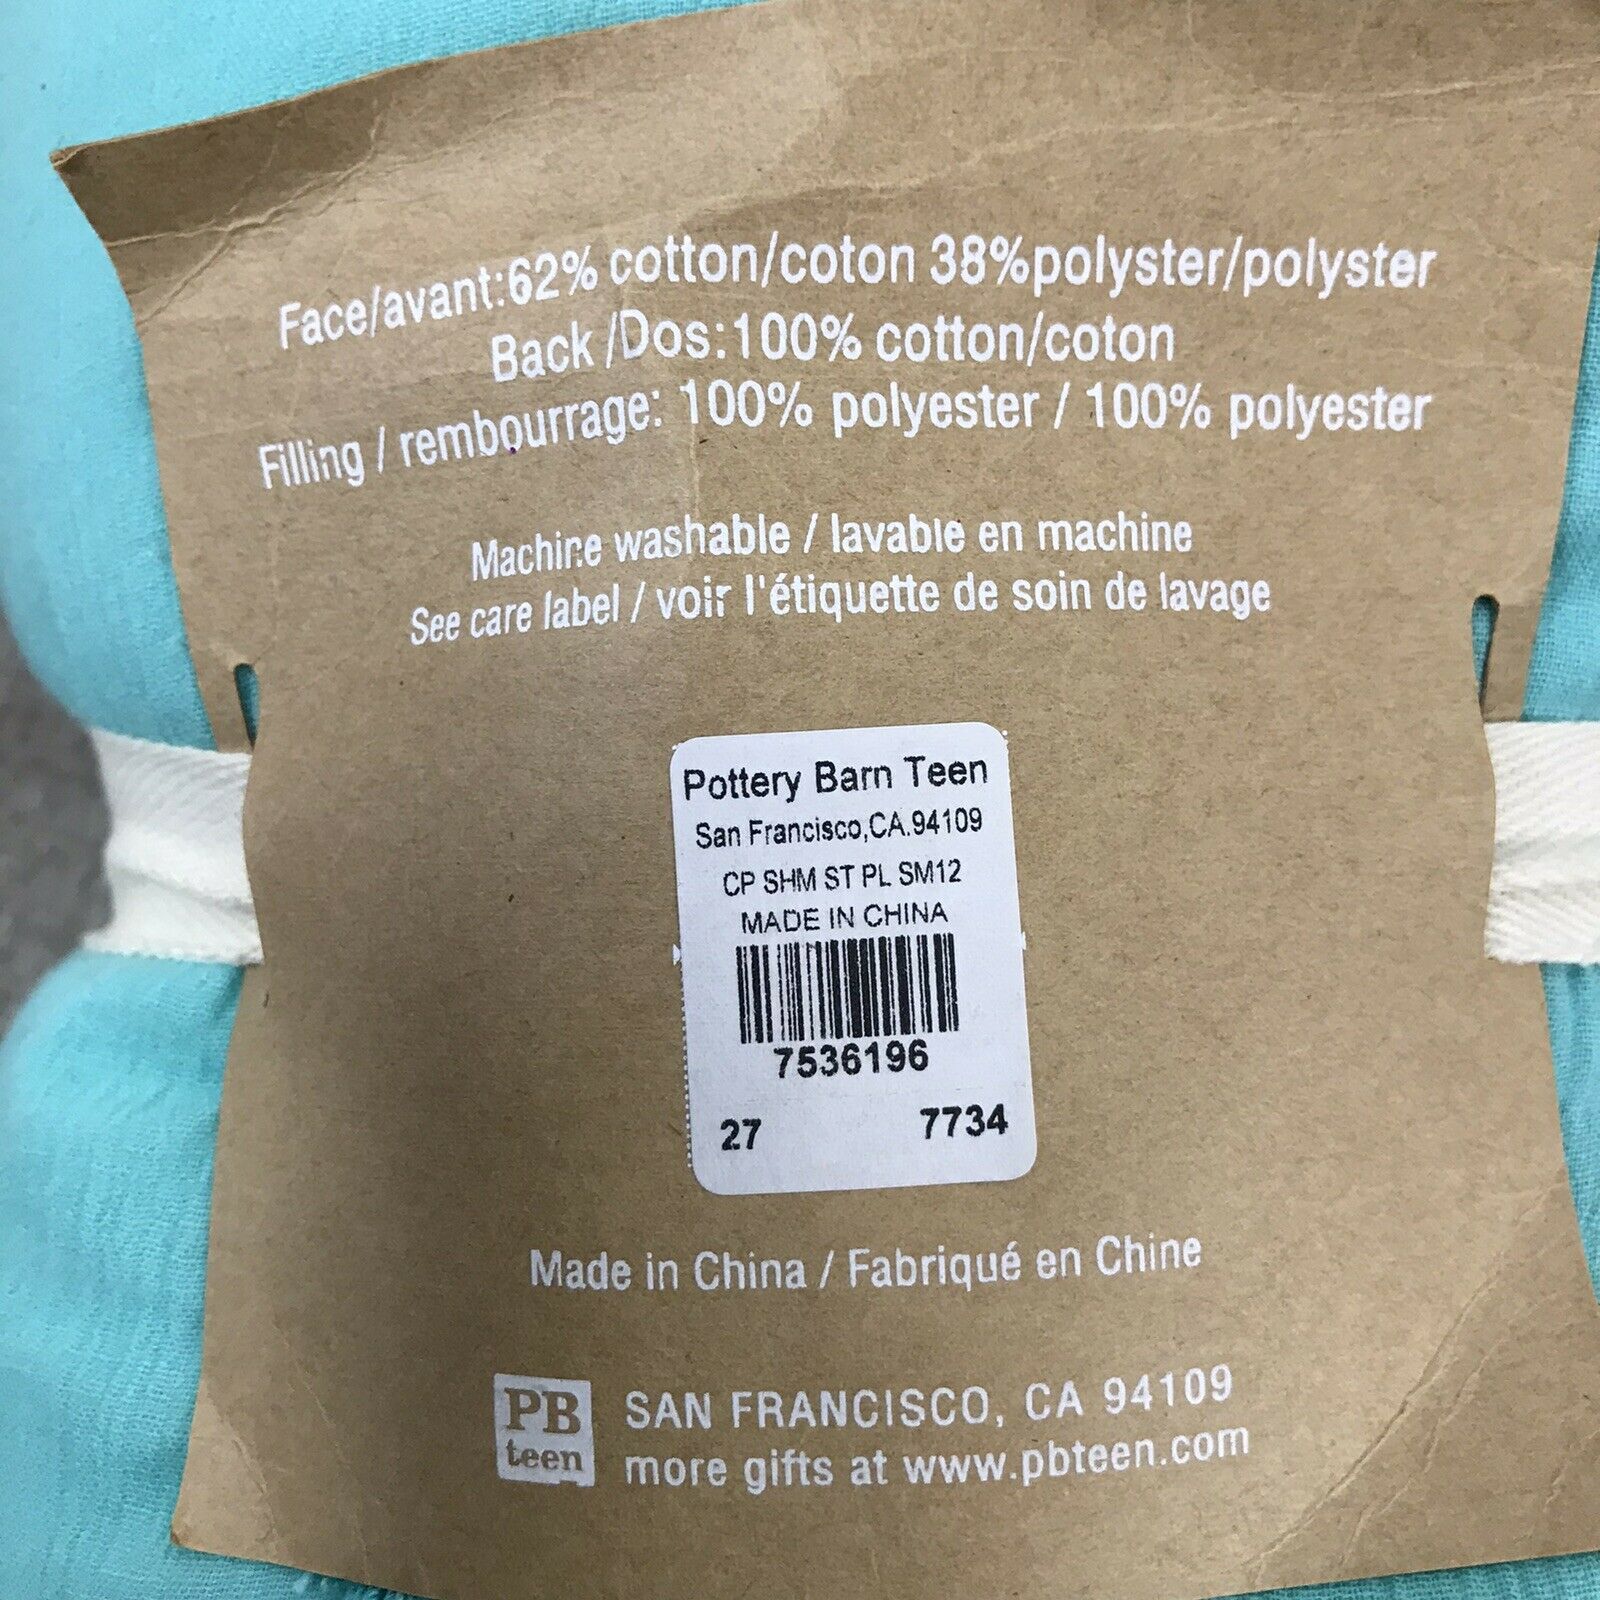 Face/avant:62% cotton/coton 38%polyster/polyster
Back /Dos:100% cotton/coton
Filling / rembourrage: 100% polyester / 100% polyester
Machine washable / lavable en machine
See care label / voir l'étiquette de soin de lavage
Pottery Barn Teen
San Francisco,CA.94109
CP SHM ST PL SM12
MADE IN CHINA
7536196
27 7734
Made in China / Fabriqué en Chine
PB teen SAN FRANCISCO, CA 94109
more gifts at www.pbteen.com